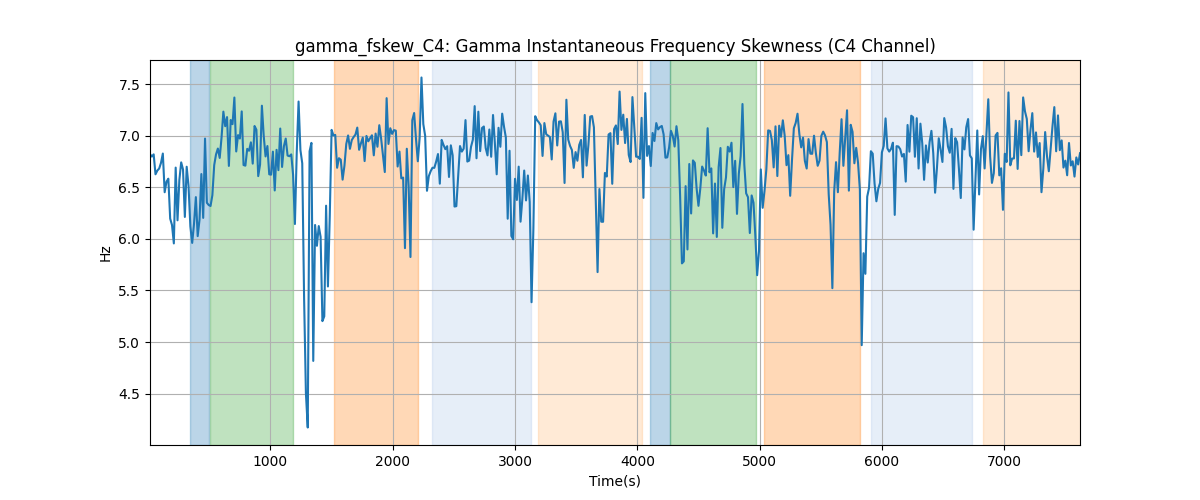 gamma_fskew_C4: Gamma Instantaneous Frequency Skewness (C4 Channel)
7.5
7.0
6.5
6.0
5.5
5.0
4.5
Hz
1000 2000 3000 4000 5000 6000 7000
Time(s)